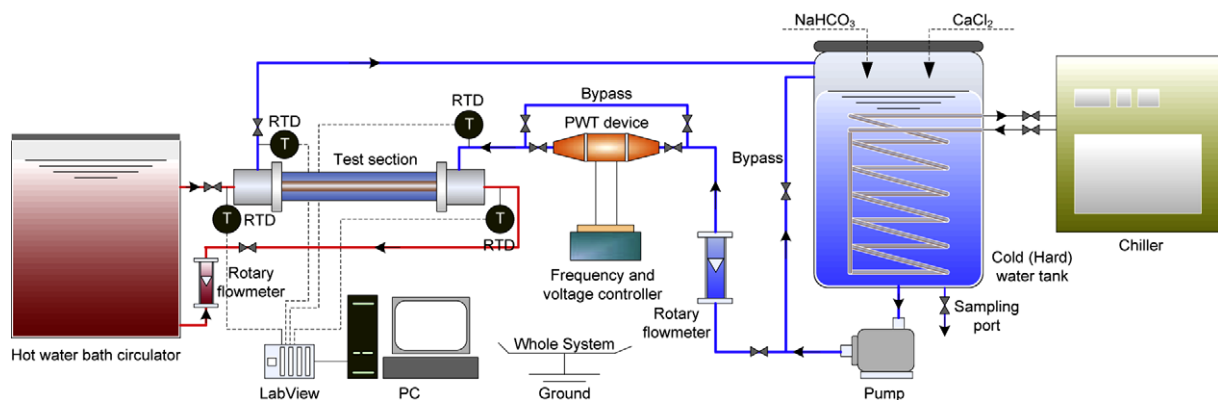 NaHCO3
CaCl2
RTD
Bypass
RTD
PWT device
Test section
Bypass
T
T
T
T
RTD
RTD
Chiller
Rotary
flowmeter
Frequency and
voltage controller
Cold (Hard)
water tank
Rotary
flowmeter
Sampling
port
Hot water bath circulator
Whole System
LabView
PC
Ground
Pump